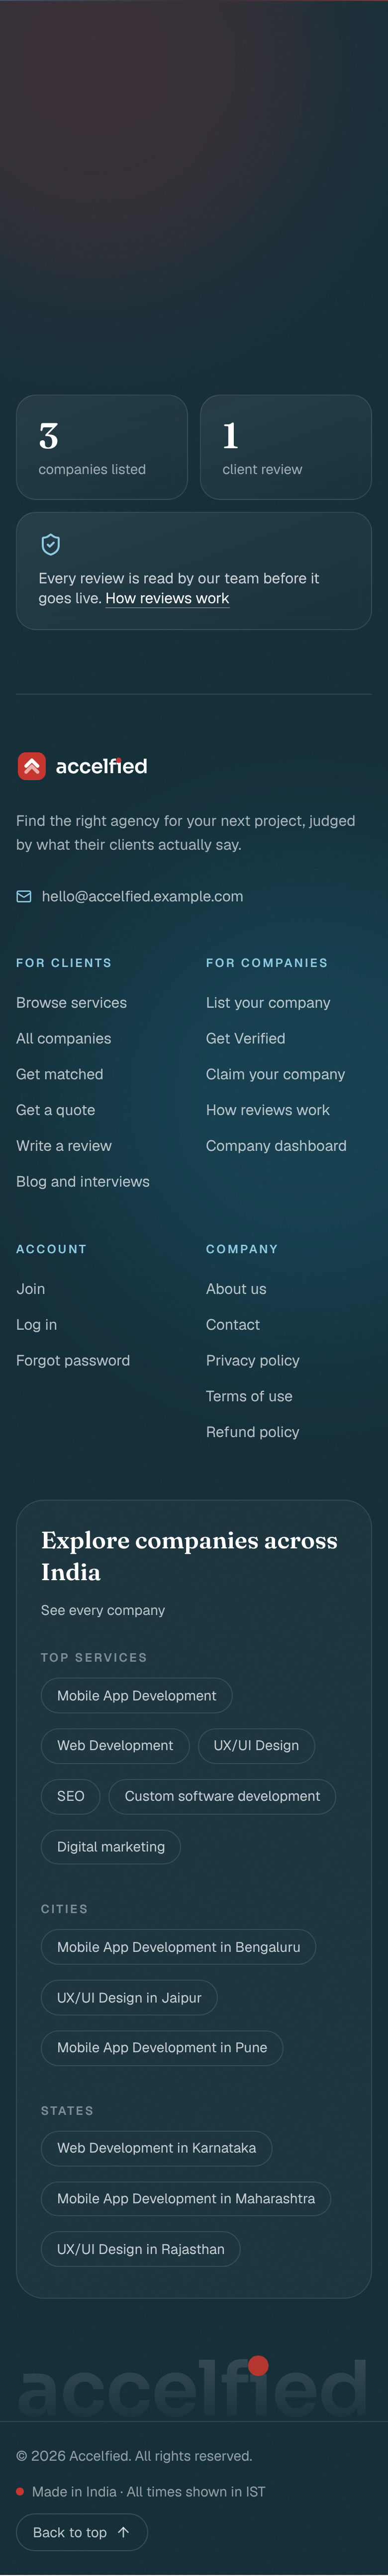 3
companies listed
1
client review
Every review is read by our team before it
goes live. How reviews work
accelfied
Find the right agency for your next project, judged
by what their clients actually say.
hello@accelfied.example.com
FOR CLIENTS
Browse services
All companies
Get matched
Get a quote
Write a review
Blog and interviews
FOR COMPANIES
List your company
Get Verified
Claim your company
How reviews work
Company dashboard
ACCOUNT
Join
Log in
Forgot password
COMPANY
About us
Contact
Privacy policy
Terms of use
Refund policy
Explore companies across
India
See every company
TOP SERVICES
Mobile App Development
Web Development
UX/UI Design
SEO
Custom software development
Digital marketing
CITIES
Mobile App Development in Bengaluru
UX/UI Design in Jaipur
Mobile App Development in Pune
STATES
Web Development in Karnataka
Mobile App Development in Maharashtra
UX/UI Design in Rajasthan
accelfied
© 2026 Accelfied. All rights reserved.
Made in India · All times shown in IST
Back to top ↑